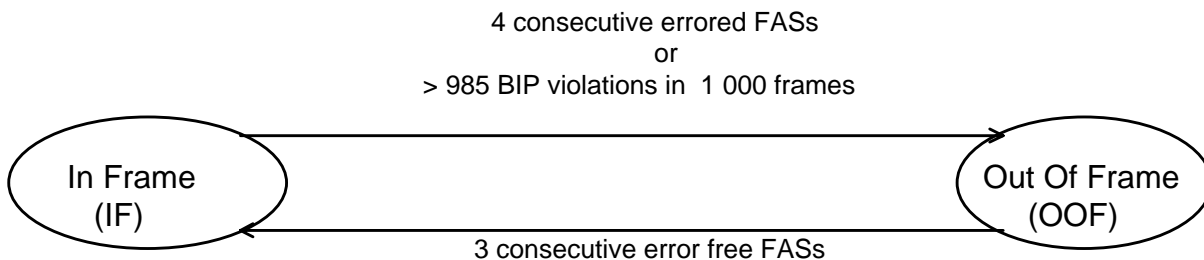 4 consecutive errored FASs
or
> 985 BIP violations in 1 000 frames
In Frame
(IF)
Out Of Frame
(OOF)
3 consecutive error free FASs